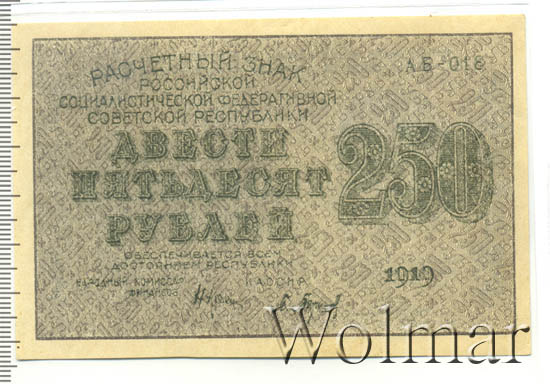 РАСЧЕТНЫЙ ЗНАК
АБ-018
РОССИЙСКОЙ
СОЦИАЛИСТИЧЕСКОЙ ФЕДЕРАТИВНОЙ
СОВЕТСКОЙ РЕСПУБЛИКИ
ДВЕСТИ
ПЯТЬДЕСЯТ
РУБЛЕЙ
250
ОБЕСПЕЧИВАЕТСЯ ВСЕМ
ДОСТОЯНИЕМ РЕСПУБЛИКИ
НАРОДНЫЙ КОМИССАР
ФИНАНСОВ
КАССИР
1919
Wolmar